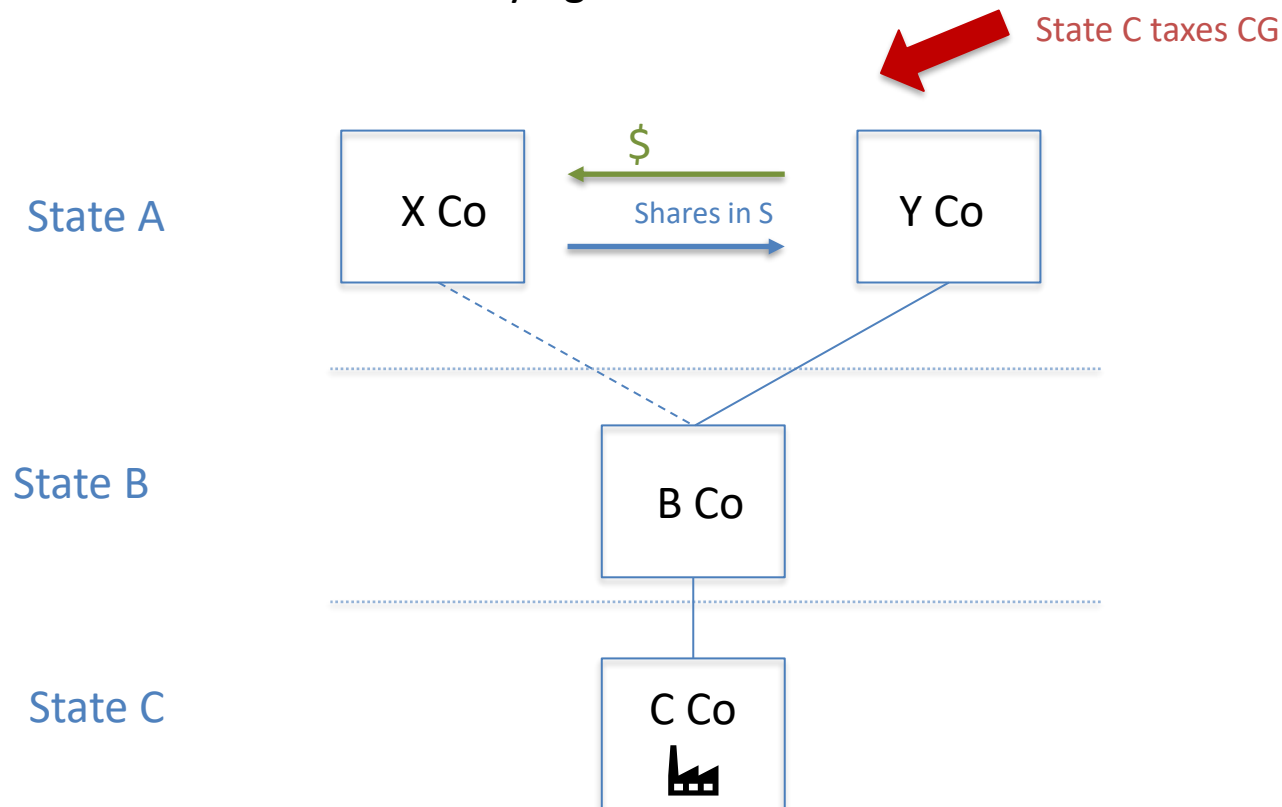 State C taxes CG
$
X Co
Shares in S
Y Co
State A
B Co
State B
C Co
State C